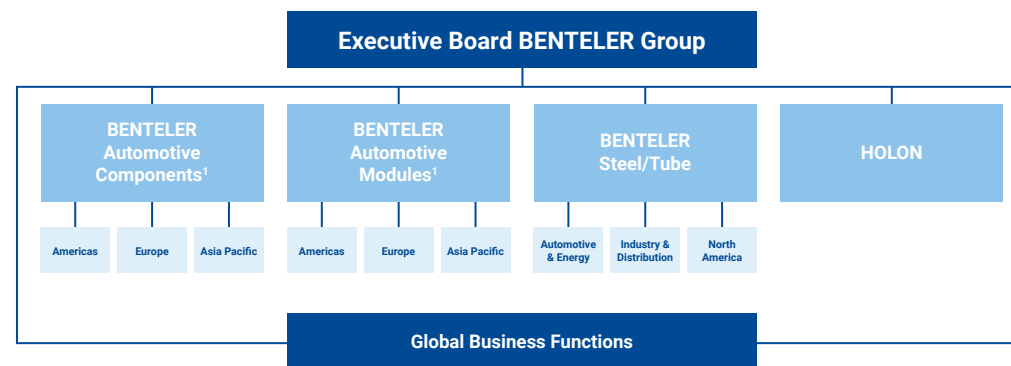 Executive Board BENTELER Group
BENTELER
Automotive
Components¹
BENTELER
Automotive
Modules¹
BENTELER
Steel/Tube
HOLON
Americas
Europe
Asia Pacific
Americas
Europe
Asia Pacific
Automotive
& Energy
Industry &
Distribution
North
America
Global Business Functions